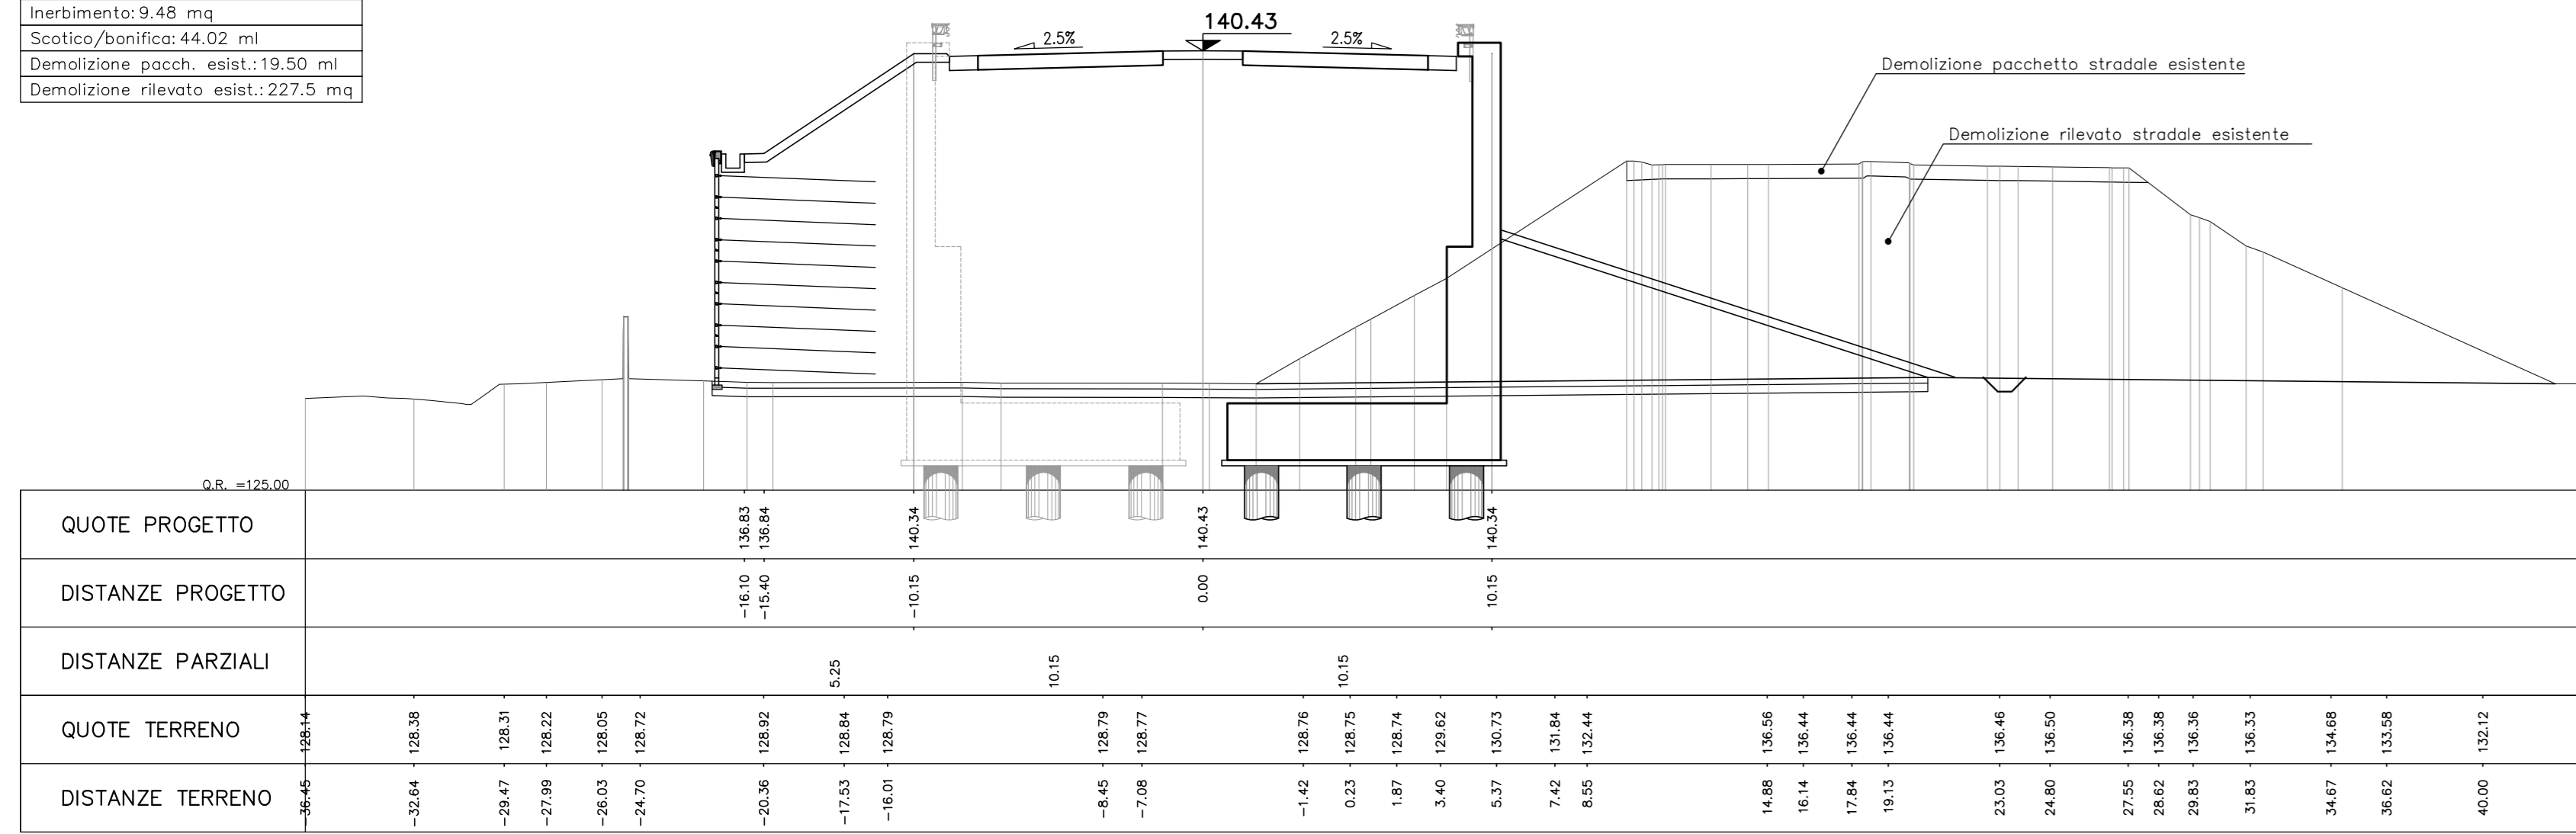 Inerbimento: 9.48 mq
Scotico/bonifica: 44.02 ml
Demolizione pacch. esist.: 19.50 ml
Demolizione rilevato esist.: 227.5 mq
140.43
2.5% 2.5%
Demolizione pacchetto stradale esistente
Demolizione rilevato stradale esistente
Q.R. =125.00
QUOTE PROGETTO 136.83 136.84 140.34 140.43 140.34
DISTANZE PROGETTO -16.10 -15.40 -10.15 0.00 10.15
DISTANZE PARZIALI 5.25 10.15 10.15
QUOTE TERRENO 128.14 128.38 128.31 128.22 128.05 128.72 128.92 128.84 128.79 128.79 128.77 128.76 128.75 128.74 129.62 130.73 131.84 132.44 136.56 136.44 136.44 136.44 136.46 136.50 136.38 136.38 136.36 136.33 134.68 133.58 132.12
DISTANZE TERRENO -36.45 -32.64 -29.47 -27.99 -26.03 -24.70 -20.36 -17.53 -16.01 -8.45 -7.08 -1.42 0.23 1.87 3.40 5.37 7.42 8.55 14.88 16.14 17.84 19.13 23.03 24.80 27.55 28.62 29.83 31.83 34.67 36.62 40.00